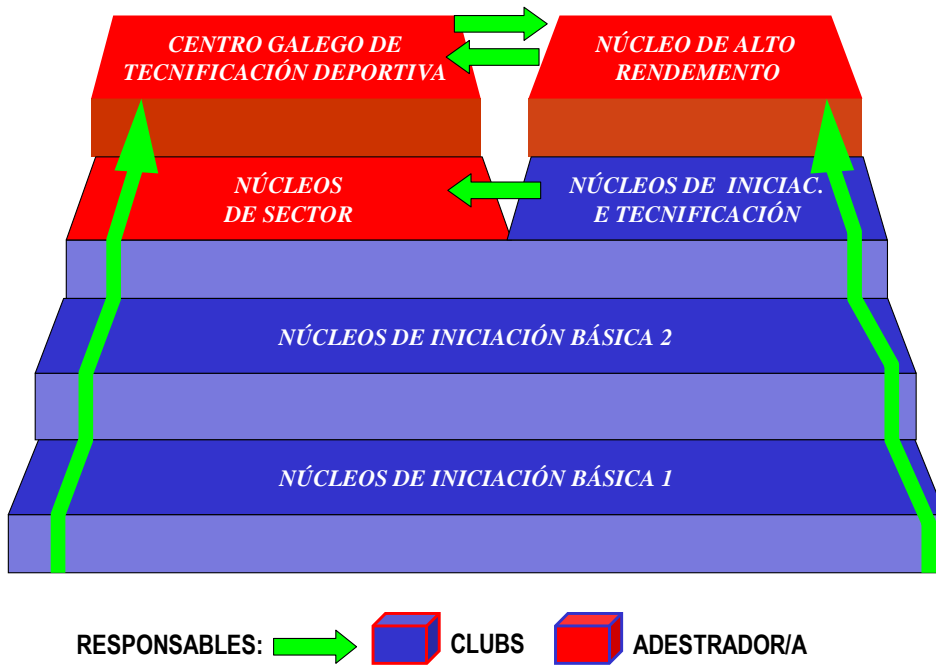 CENTRO GALEGO DE
TECNIFICACIÓN DEPORTIVA
NÚCLEO DE ALTO
RENDEMENTO
NÚCLEOS
DE SECTOR
NÚCLEOS DE INICIAC.
E TECNIFICACIÓN
NÚCLEOS DE INICIACIÓN BÁSICA 2
NÚCLEOS DE INICIACIÓN BÁSICA 1
RESPONSABLES: CLUBS ADESTRADOR/A